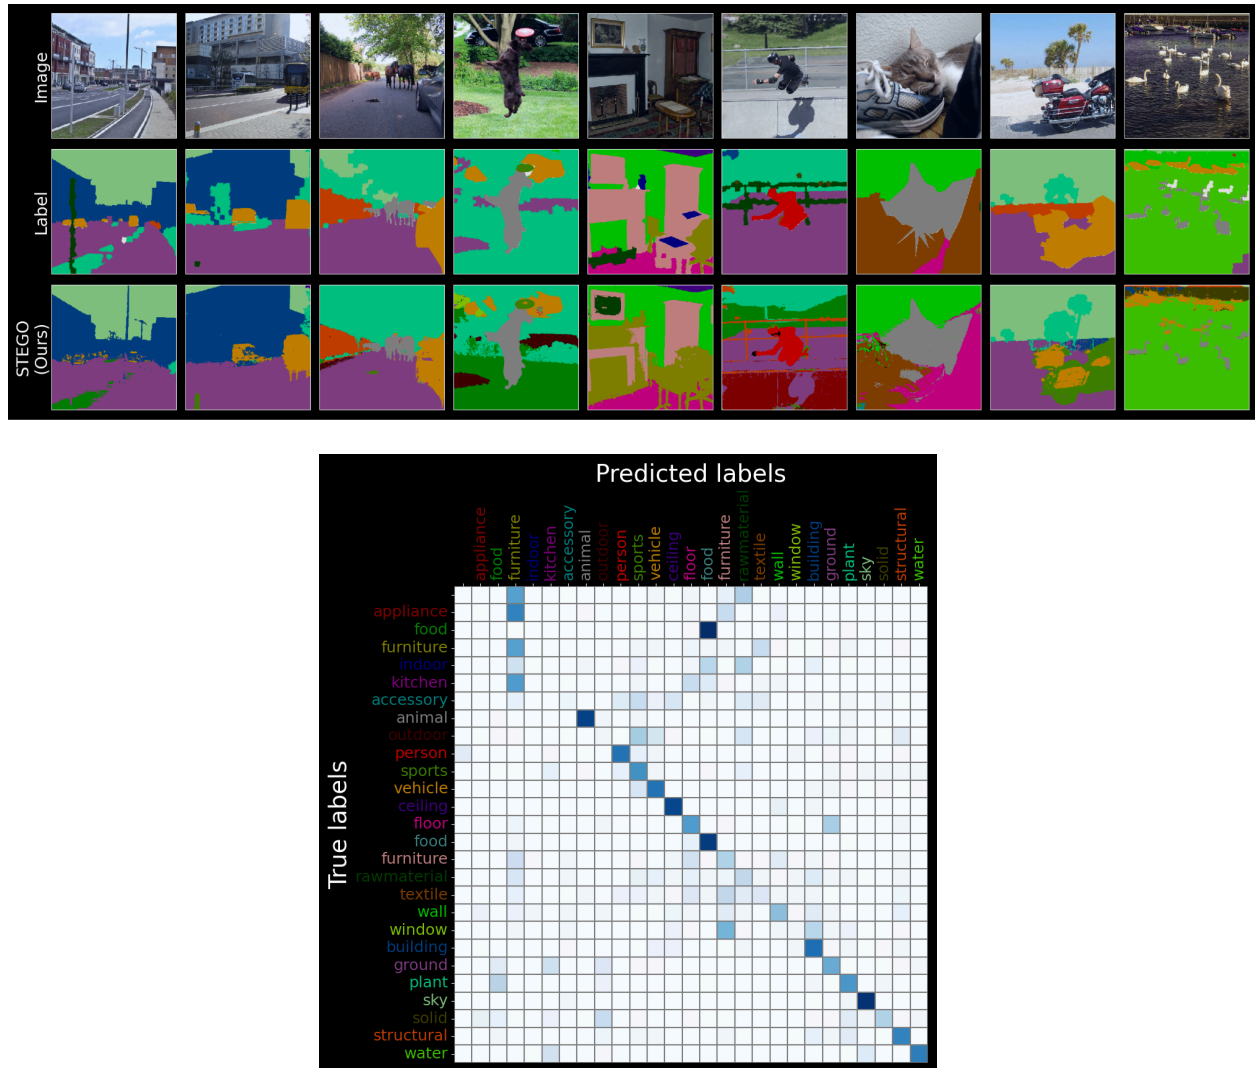 Image
Label
STEGO
(Ours)
Predicted labels
appliance
food
furniture
indoor
kitchen
accessory
animal
outdoor
person
sports
vehicle
ceiling
floor
food
furniture
rawmaterial
textile
wall
window
building
ground
plant
sky
solid
structural
water
True labels
appliance
food
furniture
indoor
kitchen
accessory
animal
outdoor
person
sports
vehicle
ceiling
floor
food
furniture
rawmaterial
textile
wall
window
building
ground
plant
sky
solid
structural
water